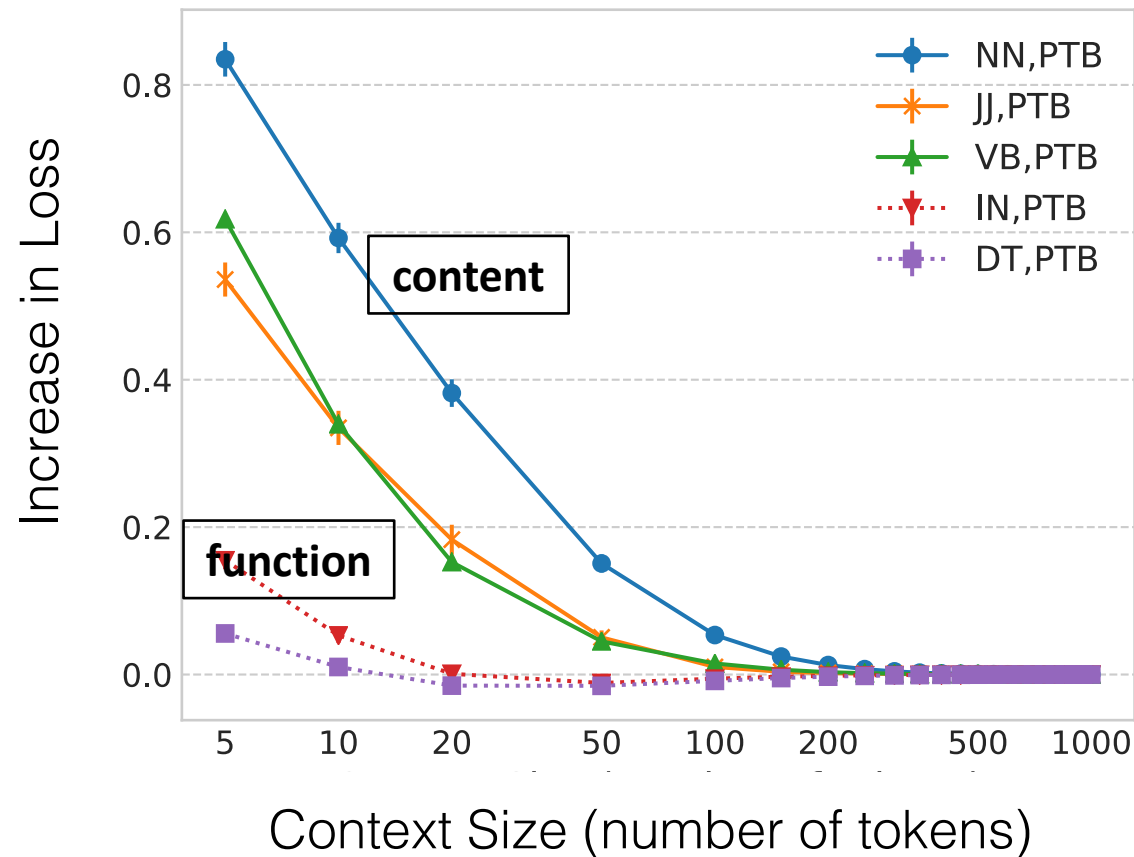 NN,PTB
JJ,PTB
VB,PTB
IN,PTB
DT,PTB
content
function
Increase in Loss
0.8
0.6
0.4
0.2
0.0
5 10 20 50 100 200 500 1000
Context Size (number of tokens)